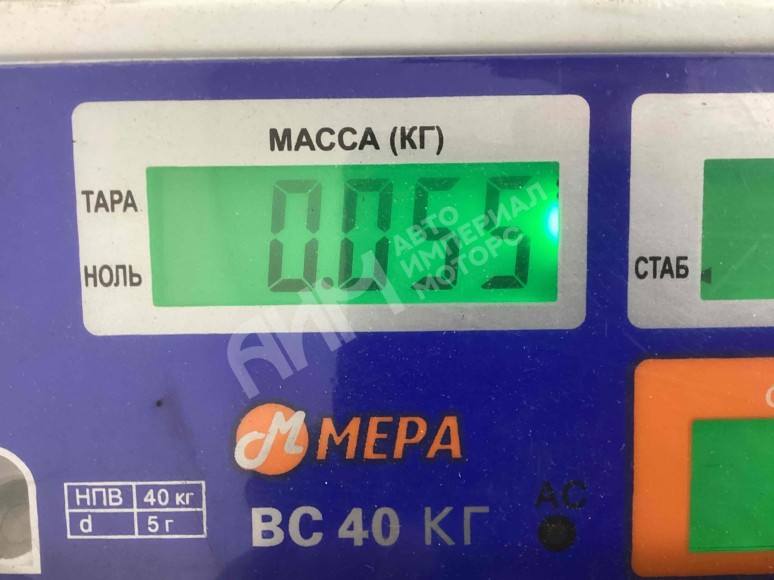 МАССА (КГ)
ТАРА
0.055
НОЛЬ
СТАБ
АИМ АВТО
ИМПЕРИАЛ
МОТОРС
М МЕРА
НПВ 40 кг
d 5 г
ВС 40 КГ
АС